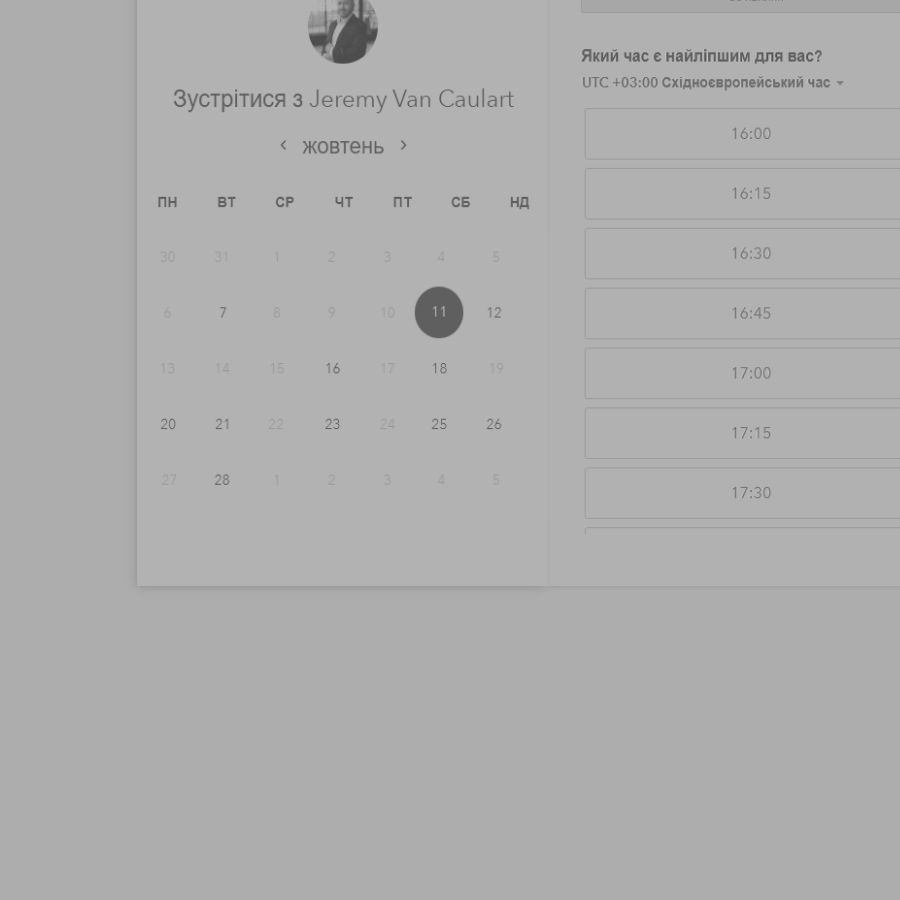 Зустрітися з Jeremy Van Caulart
‹ жовтень ›
ПН ВТ СР ЧТ ПТ СБ НД
30 31 1 2 3 4 5
6 7 8 9 10 11 12
13 14 15 16 17 18 19
20 21 22 23 24 25 26
27 28 1 2 3 4 5
Який час є найліпшим для вас?
UTC +03:00 Східноєвропейський час
16:00
16:15
16:30
16:45
17:00
17:15
17:30